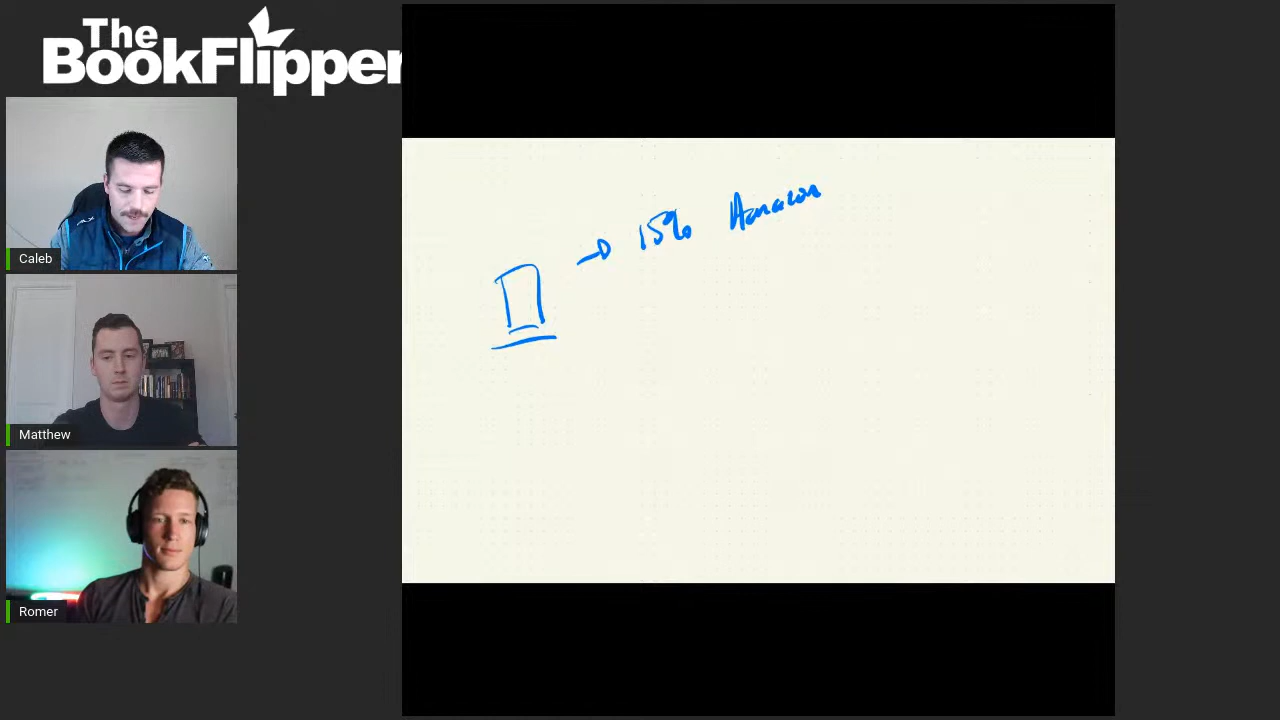 The
BookFlipper
Caleb
Matthew
Romer
→ 15% Amazon